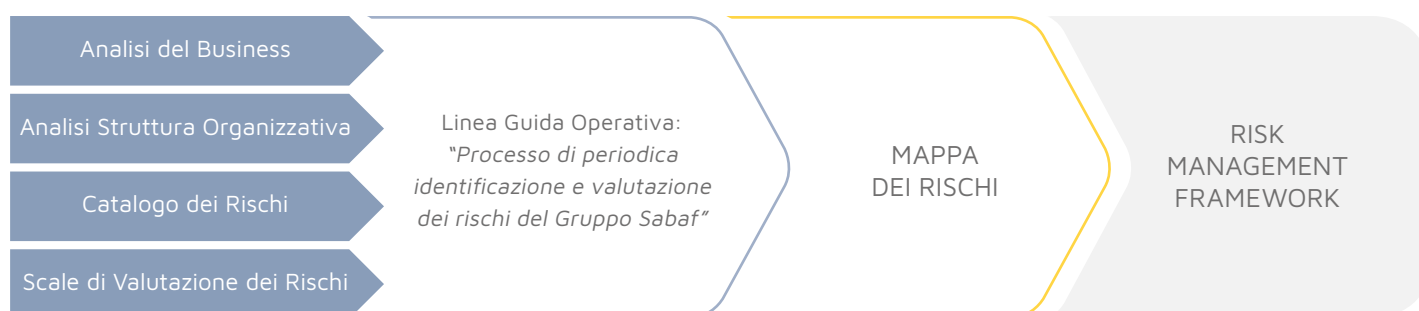 Analisi del Business
Analisi Struttura Organizzativa
Catalogo dei Rischi
Scale di Valutazione dei Rischi
Linea Guida Operativa:
“Processo di periodica
identificazione e valutazione
dei rischi del Gruppo Sabaf”
MAPPA
DEI RISCHI
RISK
MANAGEMENT
FRAMEWORK